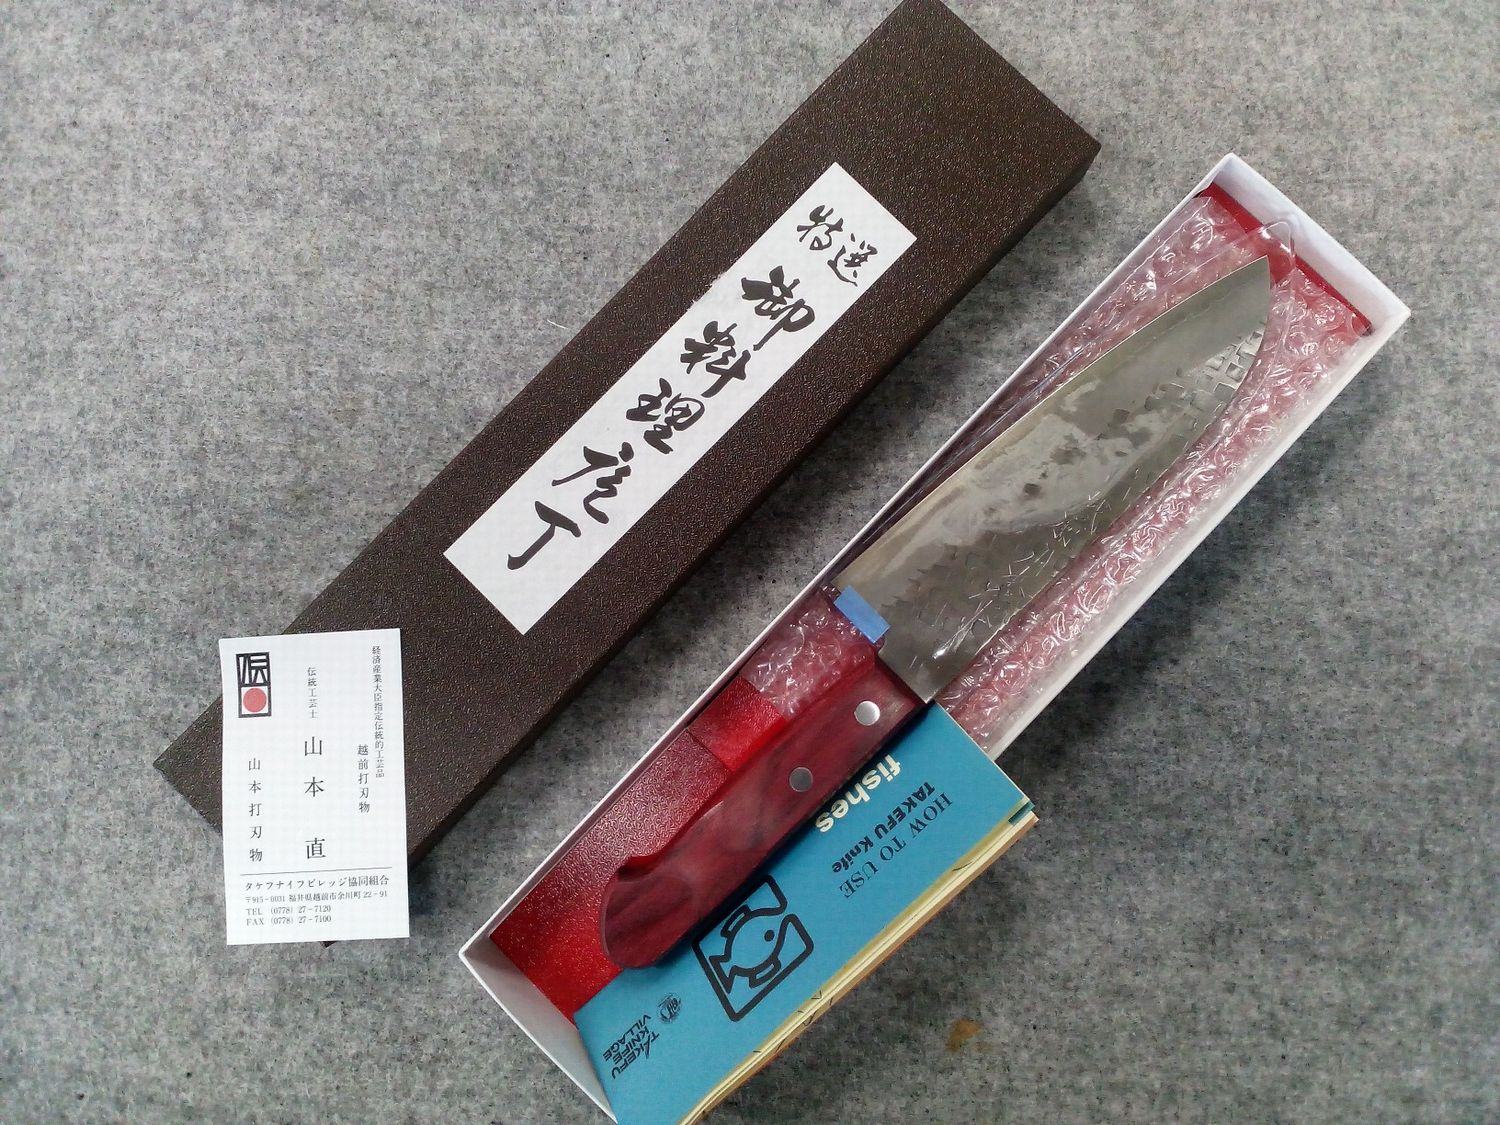 特選
御料理庖丁
経済産業大臣指定伝統的工芸品
越前打刃物
伝統工芸士
山本 直
山本打刃物
伝
タケフナイフビレッジ協同組合
〒915-0031 福井県越前市余川町 22-91
TEL (0778) 27-7120
FAX (0778) 27-7100
fishes
HOW TO USE
TAKEFU Knife
TAKEFU
KNIFE
VILLAGE